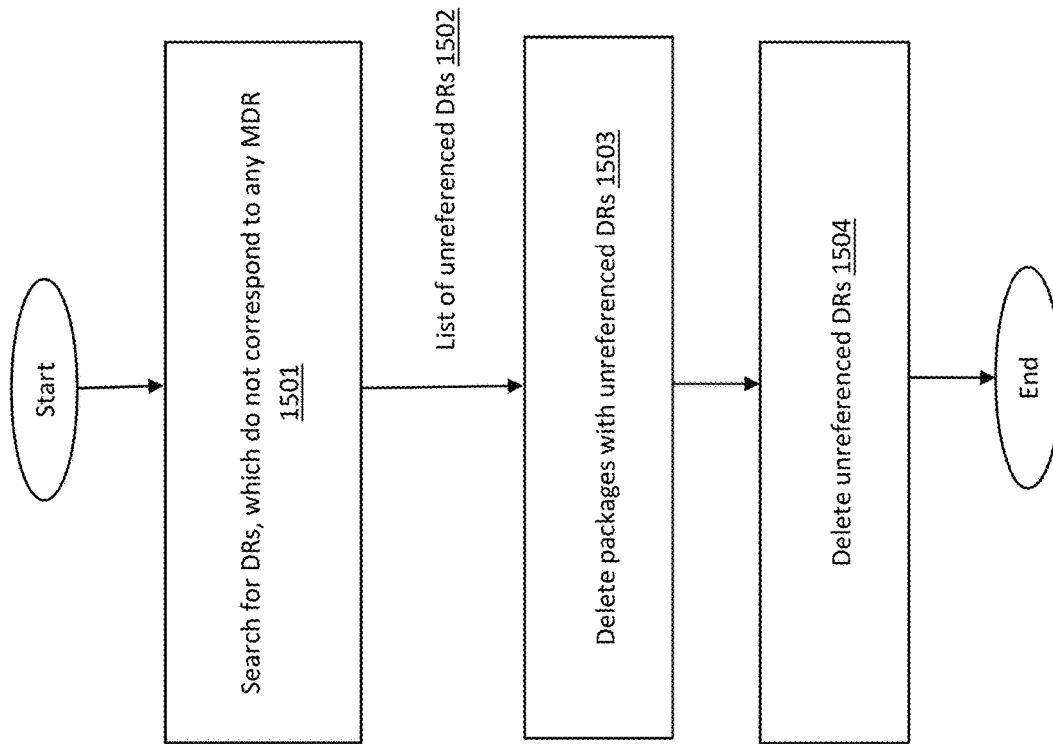 Start
Search for DRs, which do not correspond to any MDR
1501
List of unreferenced DRs 1502
Delete packages with unreferenced DRs 1503
Delete unreferenced DRs 1504
End